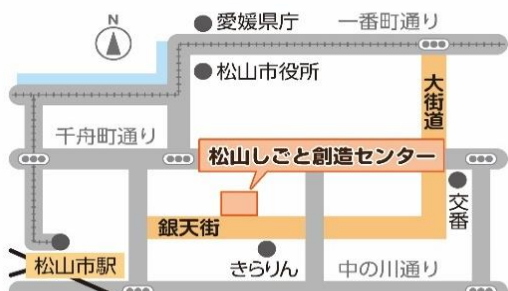 N
愛媛県庁
一番町通り
松山市役所
大街道
千舟町通り
松山しごと創造センター
交番
銀天街
きらりん
中の川通り
松山市駅